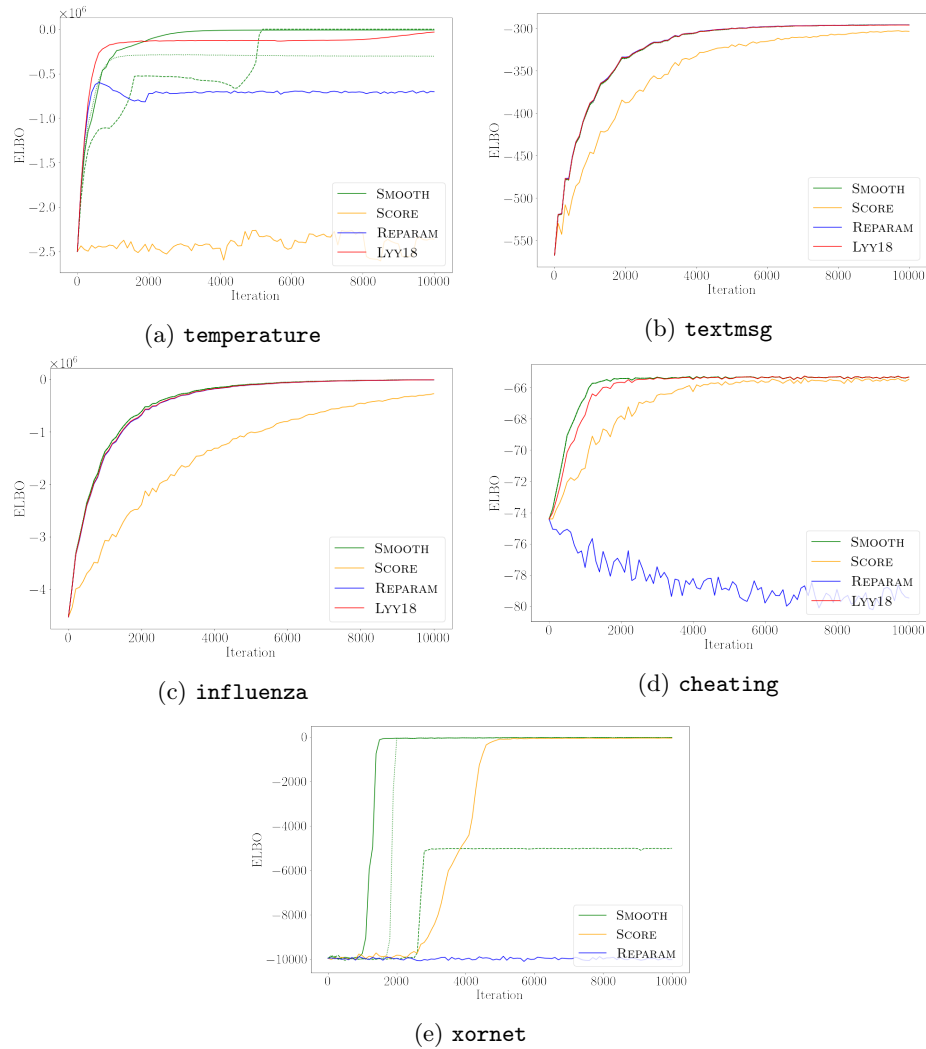 ×10⁶
0.0
−0.5
−1.0
−1.5
−2.0
−2.5
ELBO
0 2000 4000 6000 8000 10000
Iteration
SMOOTH
SCORE
REPARAM
LYY18
(a) temperature
−300
−350
−400
−450
−500
−550
ELBO
0 2000 4000 6000 8000 10000
Iteration
SMOOTH
SCORE
REPARAM
LYY18
(b) textmsg
×10⁶
0
−1
−2
−3
−4
ELBO
0 2000 4000 6000 8000 10000
Iteration
SMOOTH
SCORE
REPARAM
LYY18
(c) influenza
−66
−68
−70
−72
−74
−76
−78
−80
ELBO
0 2000 4000 6000 8000 10000
Iteration
SMOOTH
SCORE
REPARAM
LYY18
(d) cheating
0
−2000
−4000
−6000
−8000
−10000
ELBO
0 2000 4000 6000 8000 10000
Iteration
SMOOTH
SCORE
REPARAM
(e) xornet